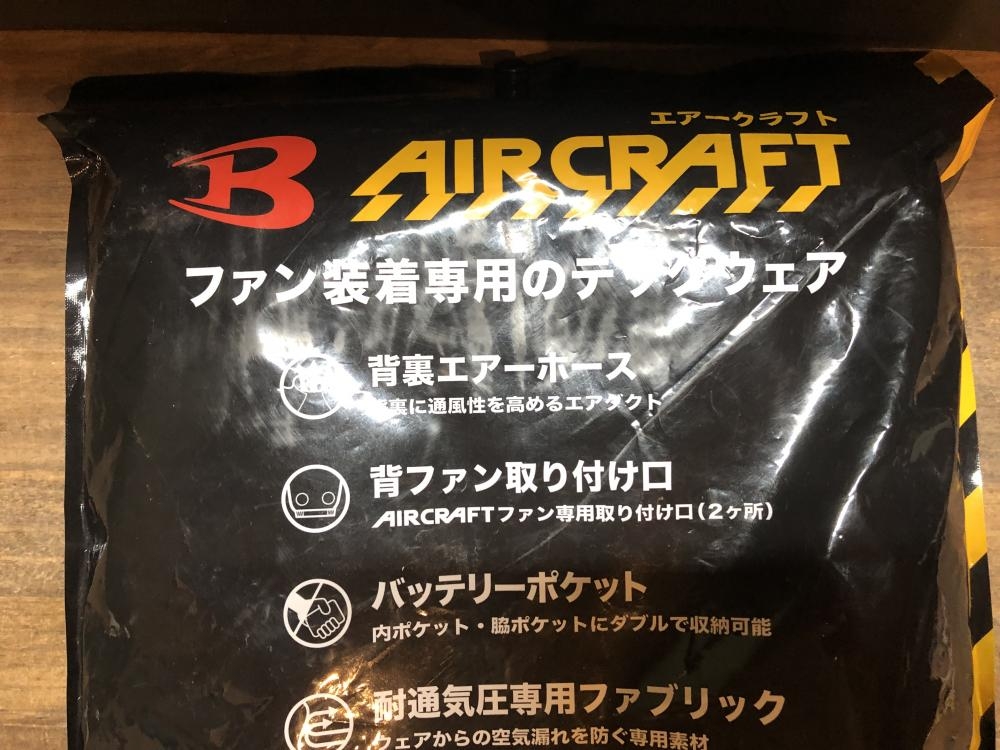 エアークラフト
B AIRCRAFT
ファン装着専用のテックウェア
背裏エアーホース
背裏に通風性を高めるエアダクト
背ファン取り付け口
AIRCRAFTファン専用取り付け口(2ヶ所)
バッテリーポケット
内ポケット・脇ポケットにダブルで収納可能
耐通気圧専用ファブリック
ウェアからの空気漏れを防ぐ専用素材